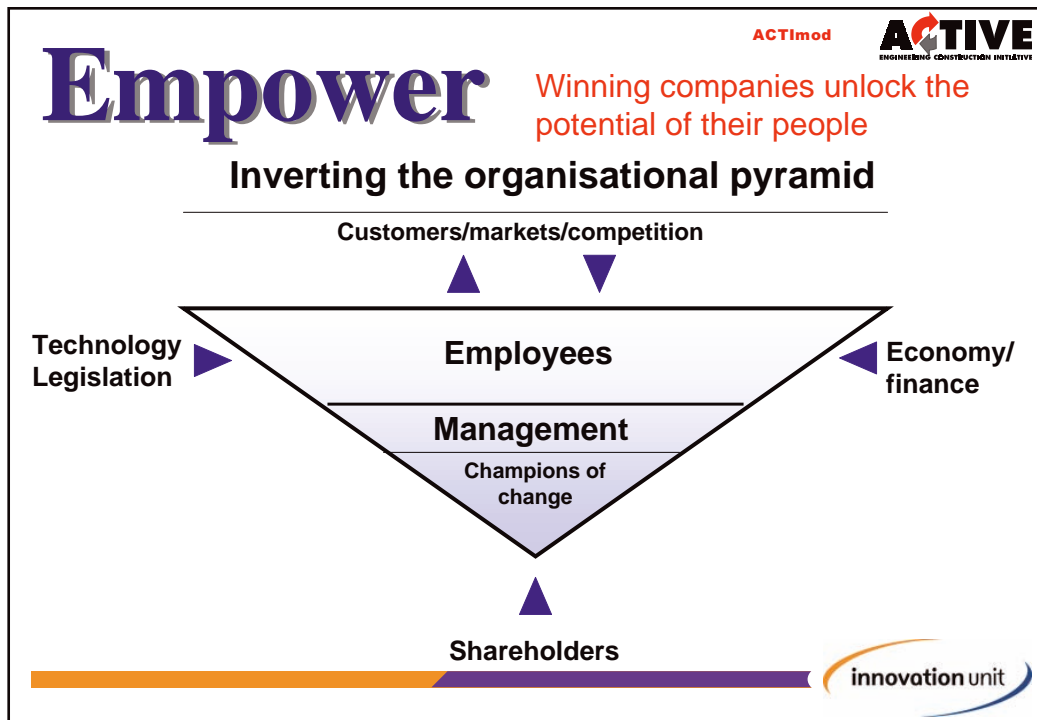 ACTImod
ACTIVE
ENGINEERING CONSTRUCTION INITIATIVE
Empower
Winning companies unlock the
potential of their people
Inverting the organisational pyramid
Customers/markets/competition
Technology
Legislation
Employees
Economy/
finance
Management
Champions of
change
Shareholders
innovation unit